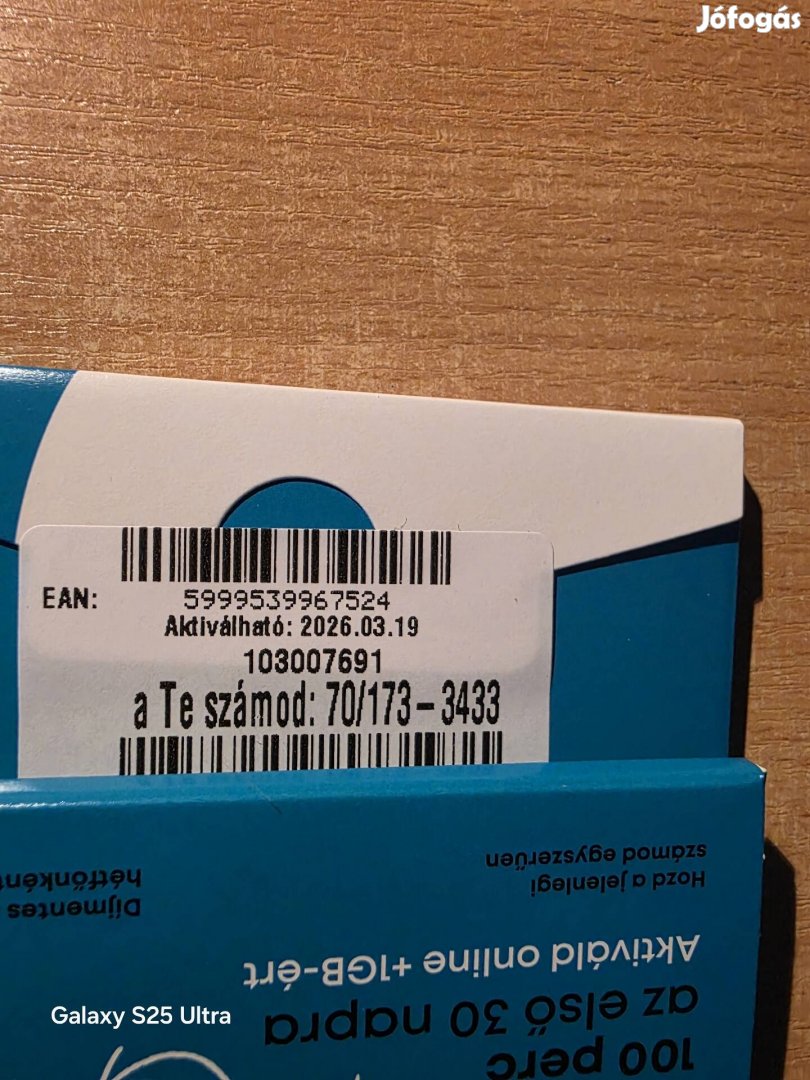 Jófogás
EAN:
5999539967524
Aktiválható: 2026.03.19
103007691
a Te számod: 70/173-3433
100 perc
az első 30 napra
Aktiváld online +1GB-ért
Hozd a jelenlegi
számod egyszerűen
Díjmentes
Galaxy S25 Ultra